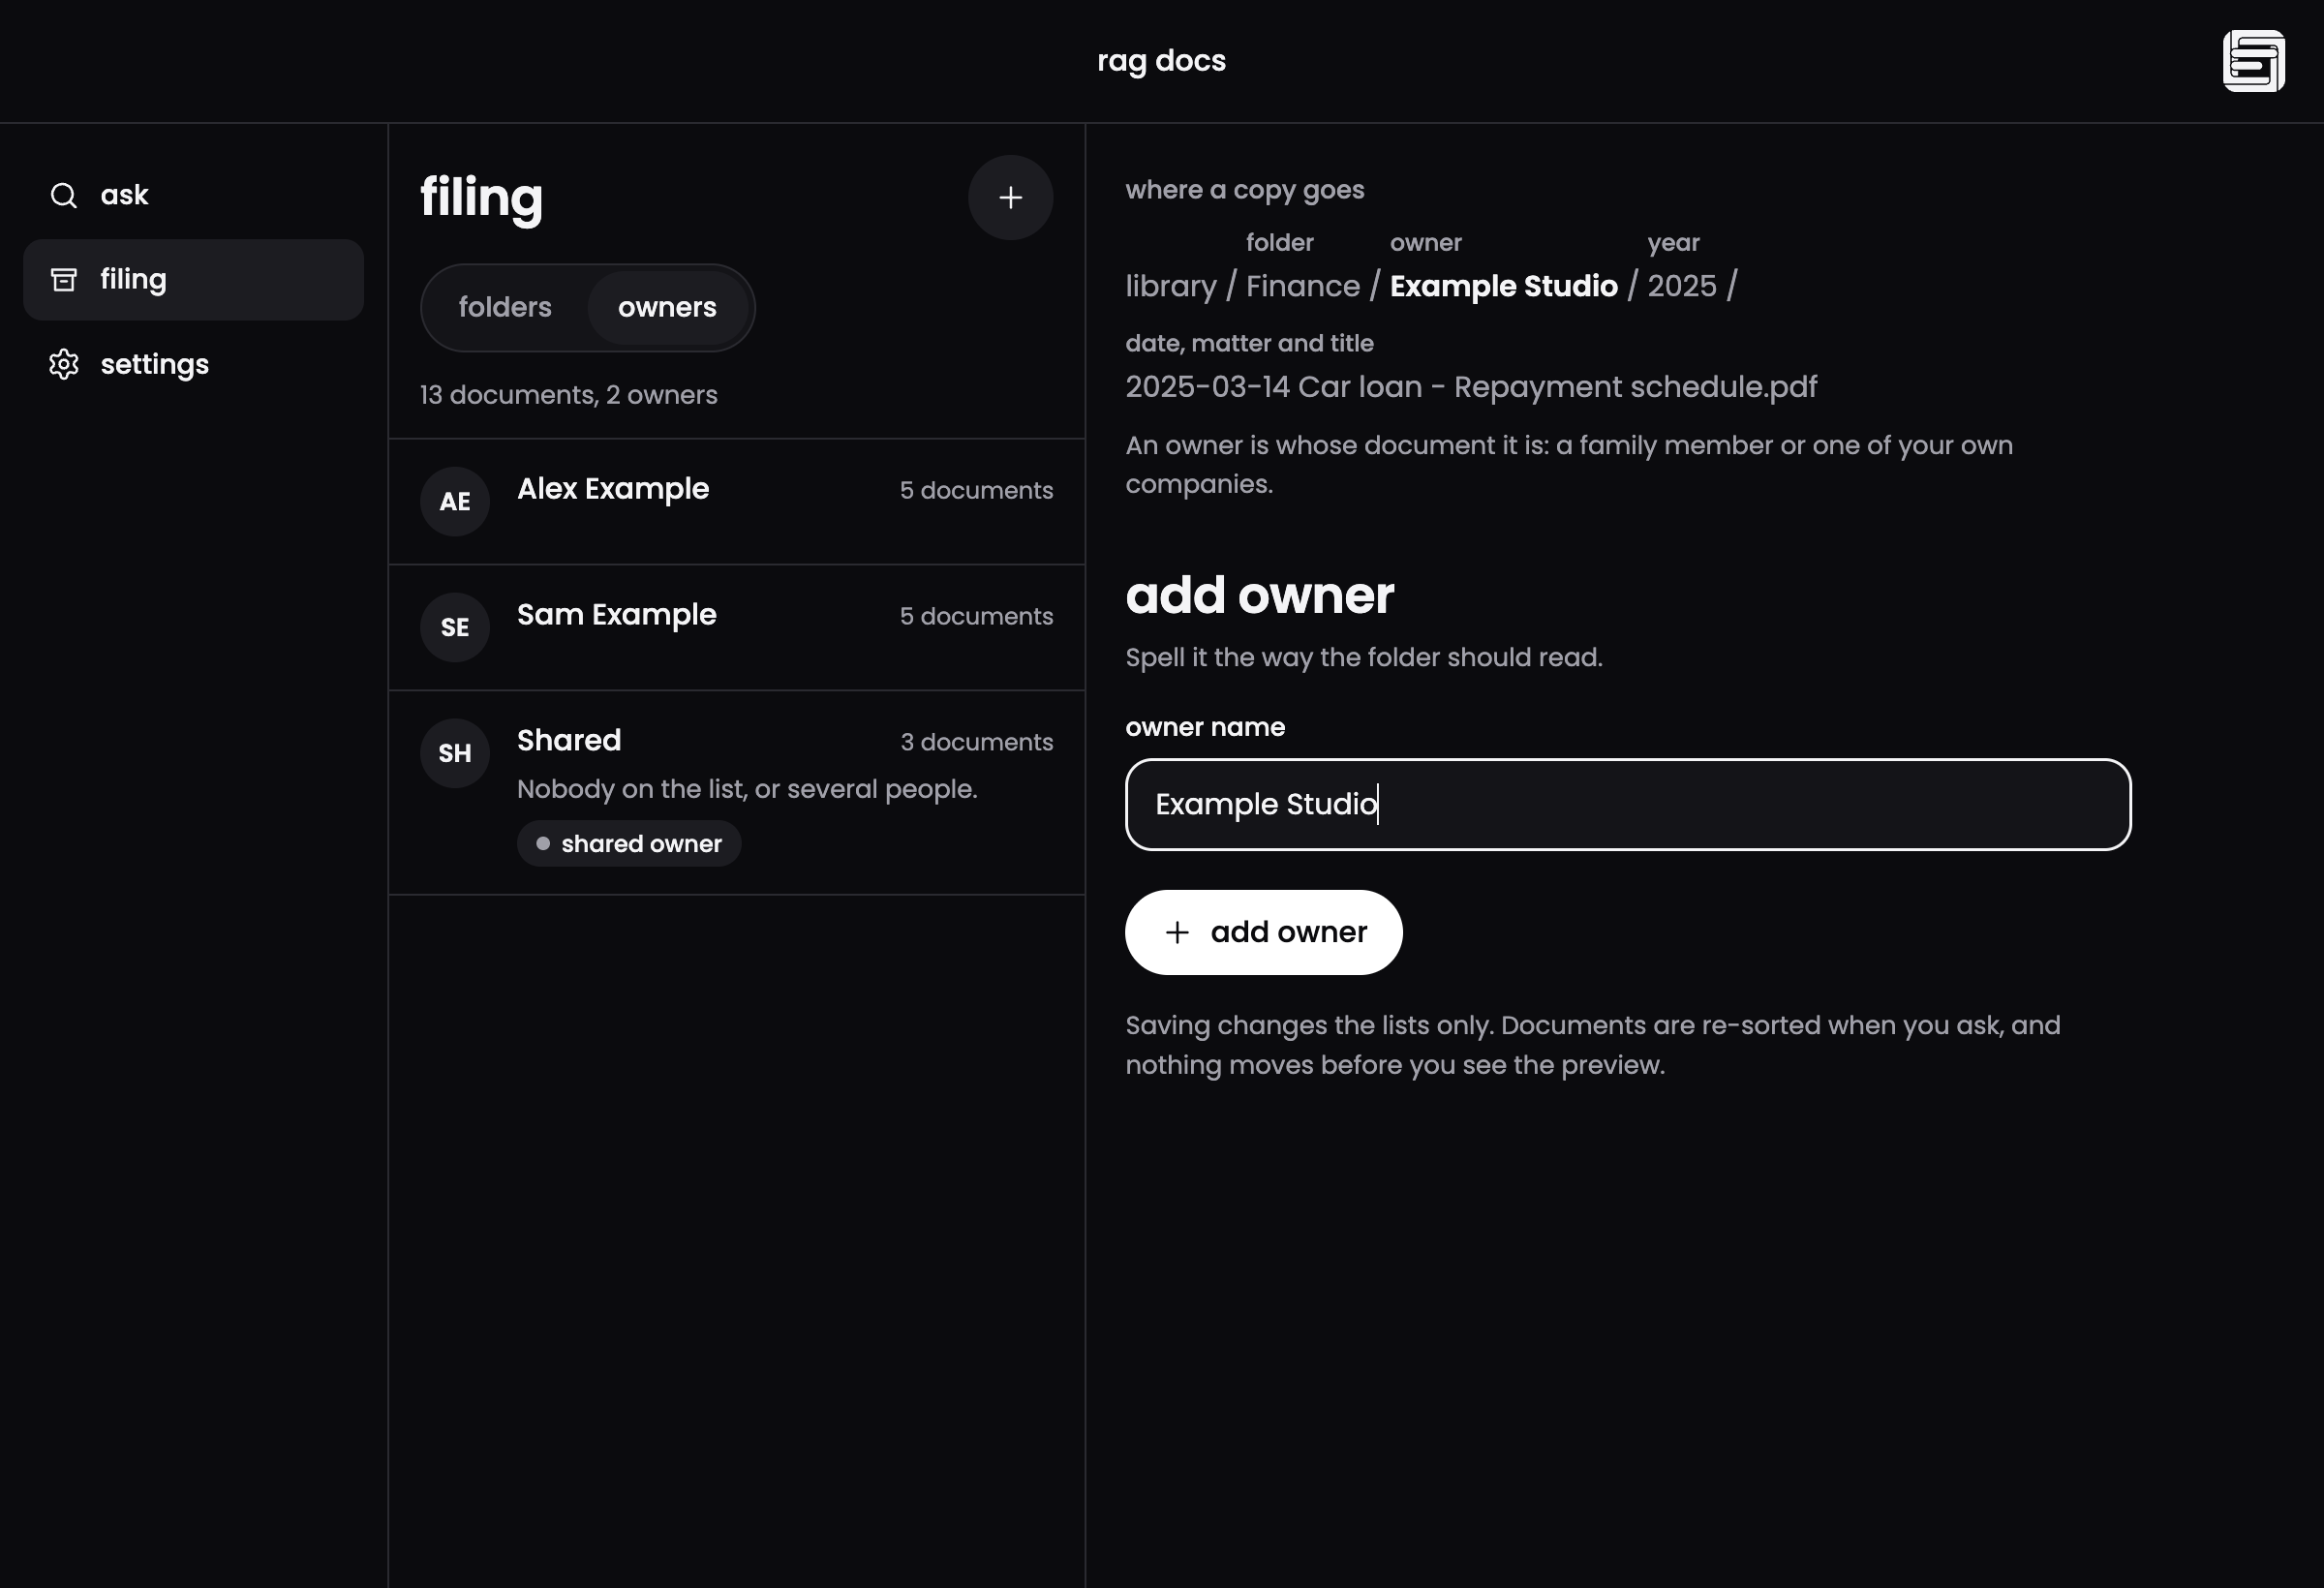 rag docs
ask
filing
settings
filing
folders owners
13 documents, 2 owners
AE Alex Example 5 documents
SE Sam Example 5 documents
SH Shared 3 documents
Nobody on the list, or several people.
shared owner
where a copy goes
folder owner year
library / Finance / Example Studio / 2025 /
date, matter and title
2025-03-14 Car loan - Repayment schedule.pdf
An owner is whose document it is: a family member or one of your own
companies.
add owner
Spell it the way the folder should read.
owner name
Example Studio
add owner
Saving changes the lists only. Documents are re-sorted when you ask, and
nothing moves before you see the preview.